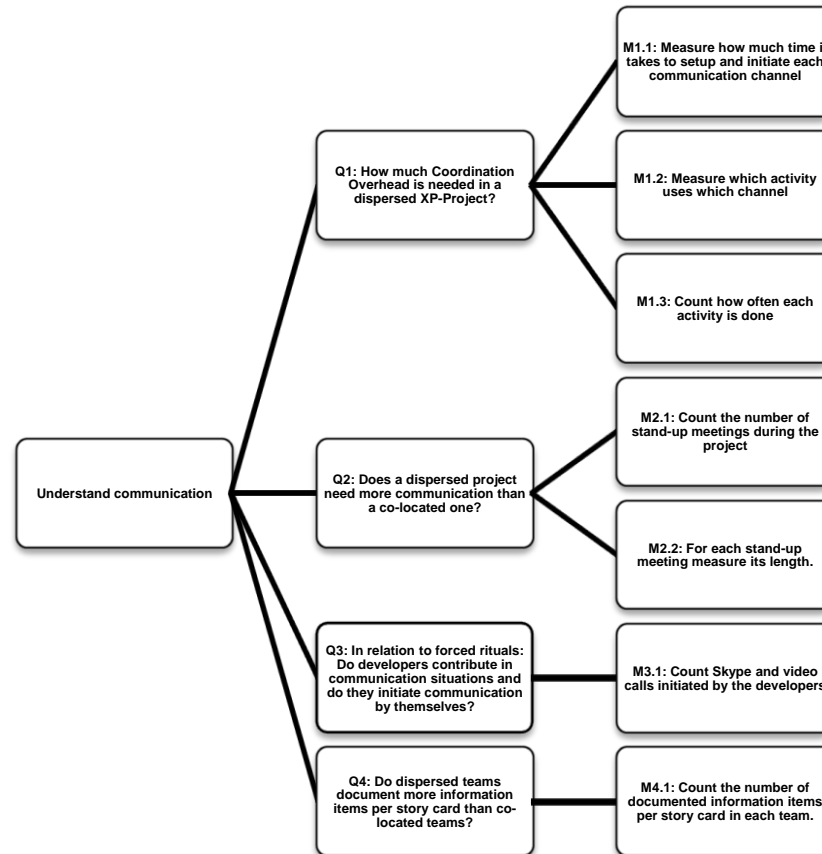 M1.1: Measure how much time i
takes to setup and initiate each
communication channel
Q1: How much Coordination
Overhead is needed in a
dispersed XP-Project?
M1.2: Measure which activity
uses which channel
M1.3: Count how often each
activity is done
M2.1: Count the number of
stand-up meetings during the
project
Understand communication
Q2: Does a dispersed project
need more communication than
a co-located one?
M2.2: For each stand-up
meeting measure its length.
Q3: In relation to forced rituals:
Do developers contribute in
communication situations and
do they initiate communication
by themselves?
M3.1: Count Skype and video
calls initiated by the developers
Q4: Do dispersed teams
document more information
items per story card than co-
located teams?
M4.1: Count the number of
documented information items
per story card in each team.